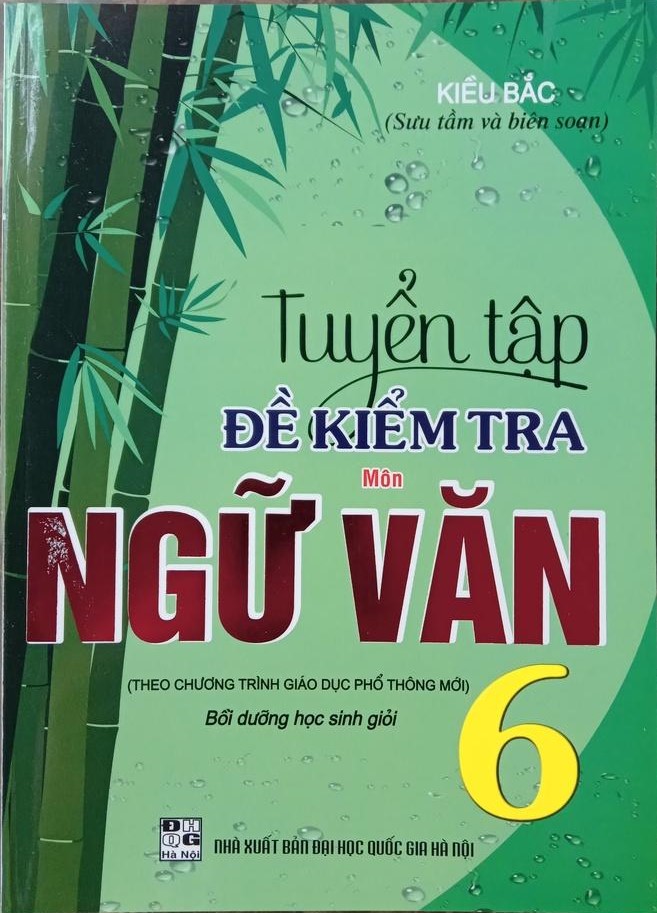 KIỀU BẮC
(Sưu tầm và biên soạn)
Tuyển tập
ĐỀ KIỂM TRA
Môn
NGỮ VĂN
6
(THEO CHƯƠNG TRÌNH GIÁO DỤC PHỔ THÔNG MỚI)
Bồi dưỡng học sinh giỏi
ĐH
QG
Hà Nội
NHÀ XUẤT BẢN ĐẠI HỌC QUỐC GIA HÀ NỘI